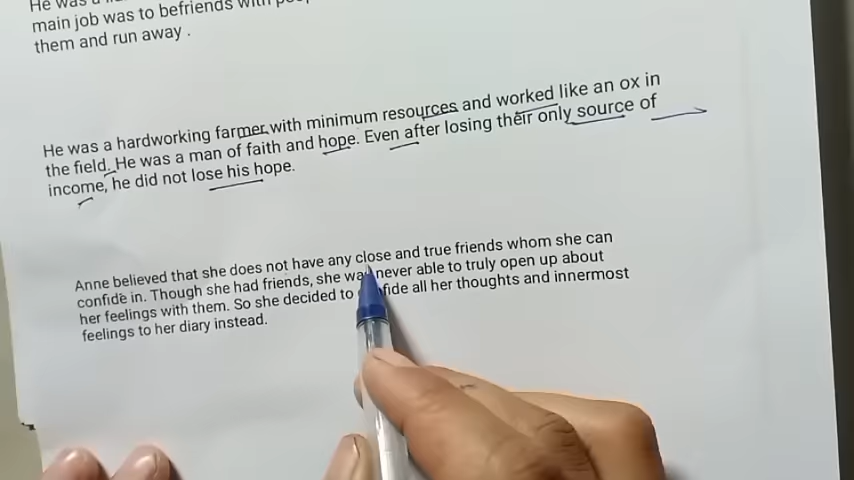 He was a
main job was to befriends with
them and run away .
He was a hardworking farmer with minimum resources and worked like an ox in
the field. He was a man of faith and hope. Even after losing their only source of
income, he did not lose his hope.
Anne believed that she does not have any close and true friends whom she can
confide in. Though she had friends, she was never able to truly open up about
her feelings with them. So she decided to confide all her thoughts and innermost
feelings to her diary instead.